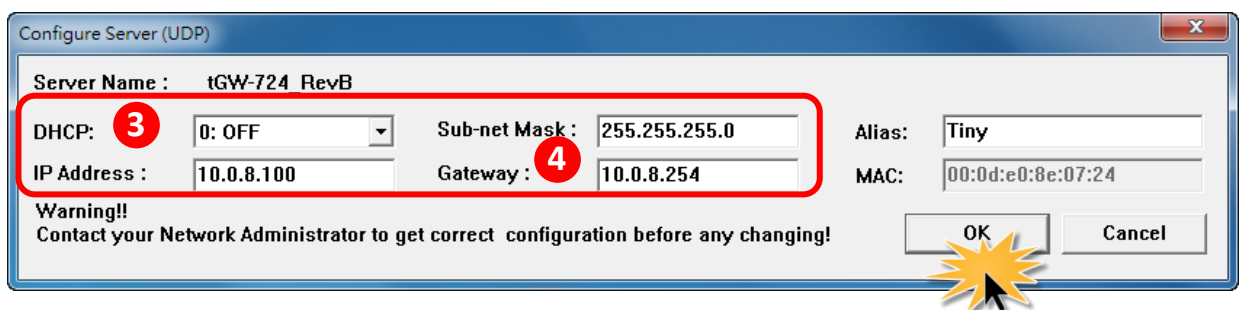 Configure Server (UDP)
Server Name : tGW-724_RevB
DHCP: 3 0: OFF Sub-net Mask : 255.255.255.0 Alias: Tiny
IP Address : 10.0.8.100 Gateway : 4 10.0.8.254 MAC: 00:0d:e0:8e:07:24
Warning!!
Contact your Network Administrator to get correct configuration before any changing!
OK Cancel